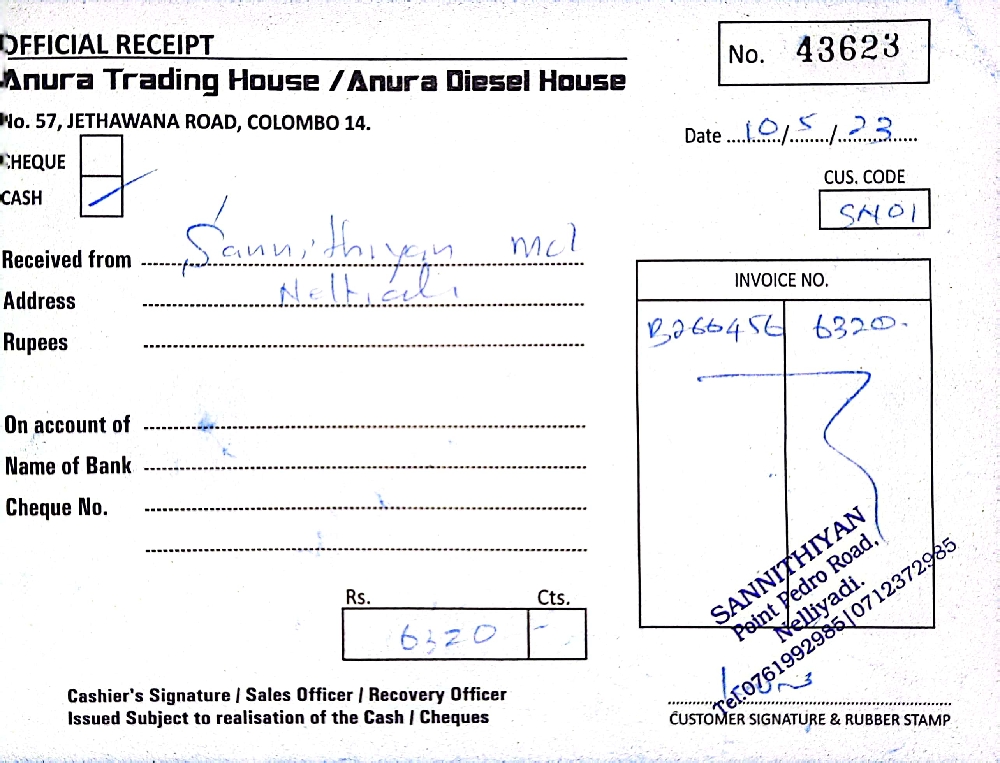 OFFICIAL RECEIPT
No. 43623
Anura Trading House / Anura Diesel House
No. 57, JETHAWANA ROAD, COLOMBO 14.
Date 10/5/23
CHEQUE
CASH
CUS. CODE
SN01
Received from Sannithiyan mcl
Address
Rupees
INVOICE NO.
B266456 6320.
On account of
Name of Bank
Cheque No.
Rs. Cts.
6320 -
SANNITHIYAN
Point Pedro Road,
Nelliyadi.
Tel:0761992985|0712372985
Cashier's Signature / Sales Officer / Recovery Officer
Issued Subject to realisation of the Cash / Cheques
CUSTOMER SIGNATURE & RUBBER STAMP